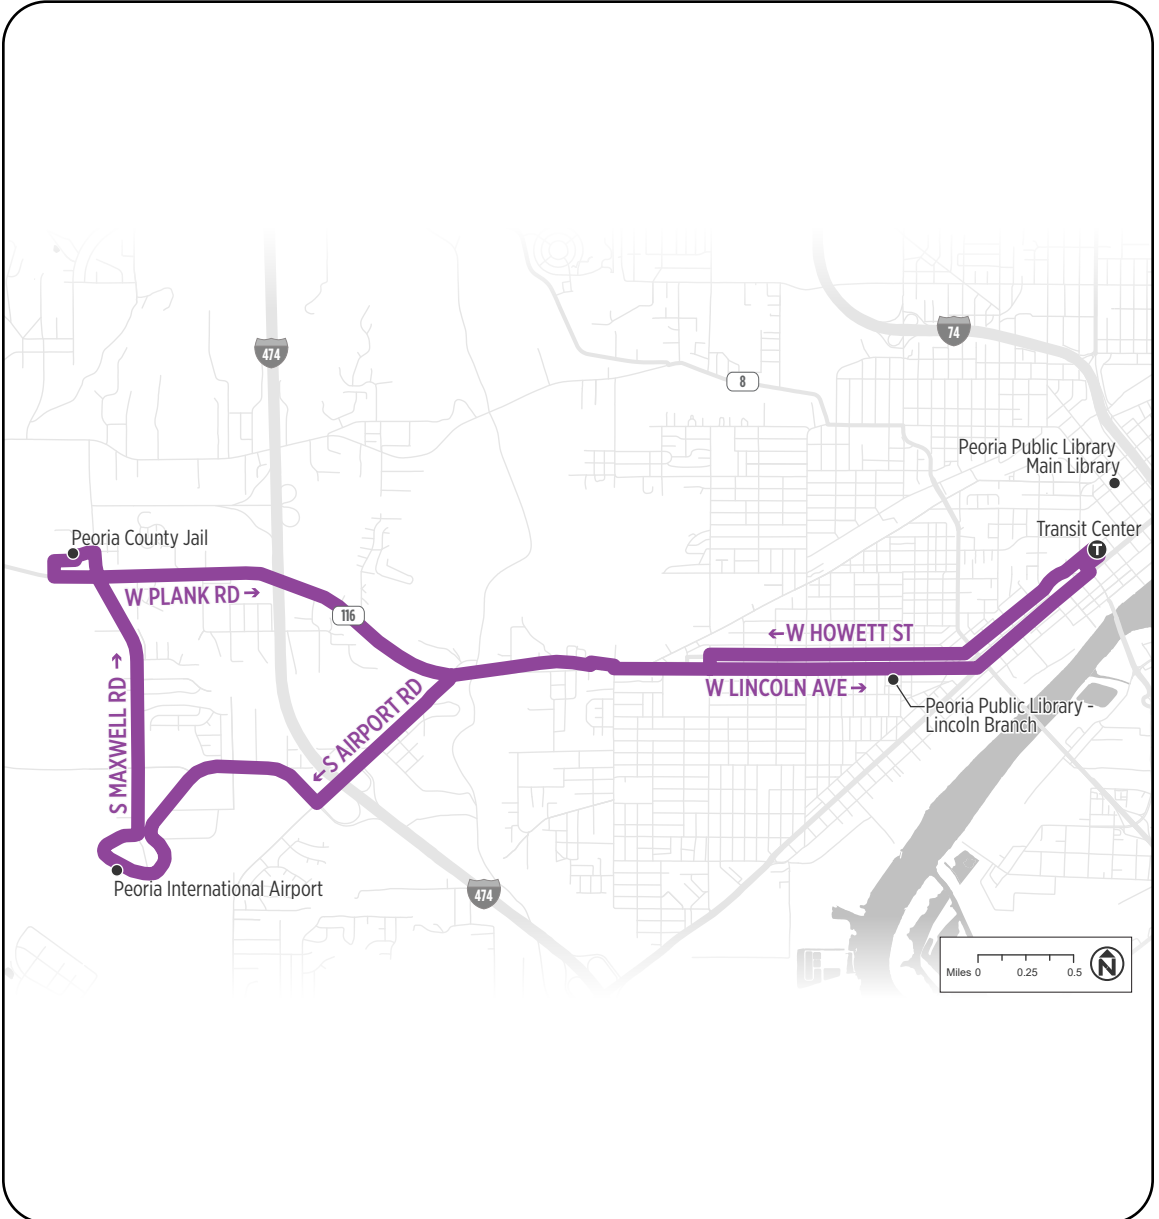 474
74
8
Peoria Public Library
Main Library
Transit Center
T
Peoria County Jail
W PLANK RD →
116
← W HOWETT ST
W LINCOLN AVE →
S MAXWELL RD →
← S AIRPORT RD
Peoria Public Library -
Lincoln Branch
Peoria International Airport
474
Miles 0 0.25 0.5
N